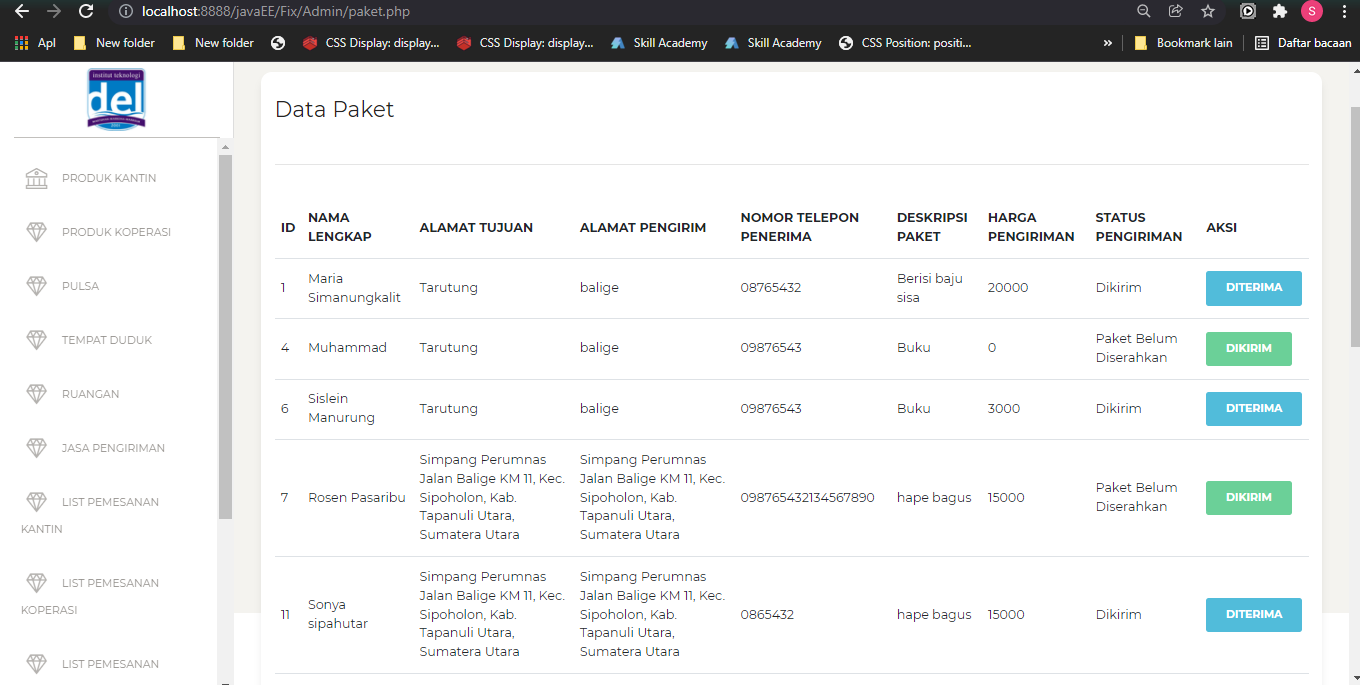 localhost:8888/javaEE/Fix/Admin/paket.php
S
Apl New folder New folder CSS Display: display... CSS Display: display... Skill Academy Skill Academy CSS Position: positi... » Bookmark lain Daftar bacaan
institut teknologi
del
PRODUK KANTIN
PRODUK KOPERASI
PULSA
TEMPAT DUDUK
RUANGAN
JASA PENGIRIMAN
LIST PEMESANAN
KANTIN
LIST PEMESANAN
KOPERASI
LIST PEMESANAN
Data Paket
ID NAMA LENGKAP ALAMAT TUJUAN ALAMAT PENGIRIM NOMOR TELEPON PENERIMA DESKRIPSI PAKET HARGA PENGIRIMAN STATUS PENGIRIMAN AKSI
1 Maria Simanungkalit Tarutung balige 08765432 Berisi baju sisa 20000 Dikirim DITERIMA
4 Muhammad Tarutung balige 09876543 Buku 0 Paket Belum Diserahkan DIKIRIM
6 Sislein Manurung Tarutung balige 09876543 Buku 3000 Dikirim DITERIMA
7 Rosen Pasaribu Simpang Perumnas Jalan Balige KM 11, Kec. Sipoholon, Kab. Tapanuli Utara, Sumatera Utara Simpang Perumnas Jalan Balige KM 11, Kec. Sipoholon, Kab. Tapanuli Utara, Sumatera Utara 098765432134567890 hape bagus 15000 Paket Belum Diserahkan DIKIRIM
11 Sonya sipahutar Simpang Perumnas Jalan Balige KM 11, Kec. Sipoholon, Kab. Tapanuli Utara, Sumatera Utara Simpang Perumnas Jalan Balige KM 11, Kec. Sipoholon, Kab. Tapanuli Utara, Sumatera Utara 0865432 hape bagus 15000 Dikirim DITERIMA